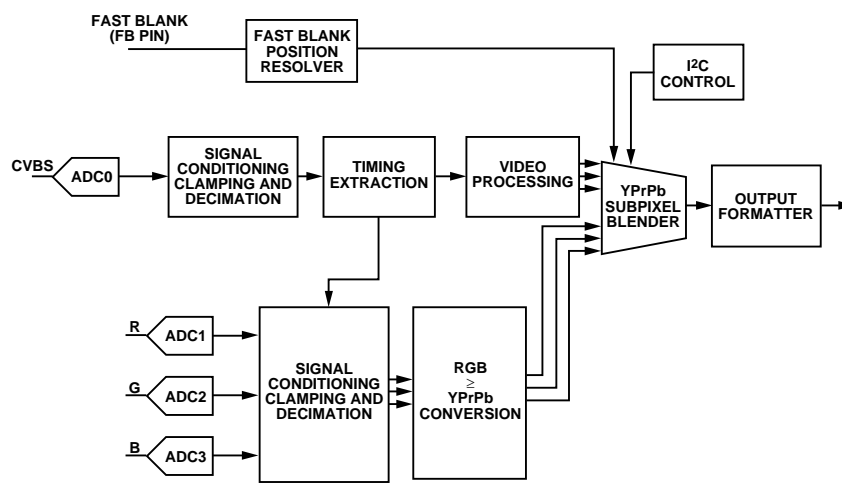 FAST BLANK
(FB PIN)
FAST BLANK
POSITION
RESOLVER
I²C
CONTROL
CVBS
ADC0
SIGNAL
CONDITIONING
CLAMPING AND
DECIMATION
TIMING
EXTRACTION
VIDEO
PROCESSING
YPrPb
SUBPIXEL
BLENDER
OUTPUT
FORMATTER
R
ADC1
G
ADC2
B
ADC3
SIGNAL
CONDITIONING
CLAMPING AND
DECIMATION
RGB
≥
YPrPb
CONVERSION